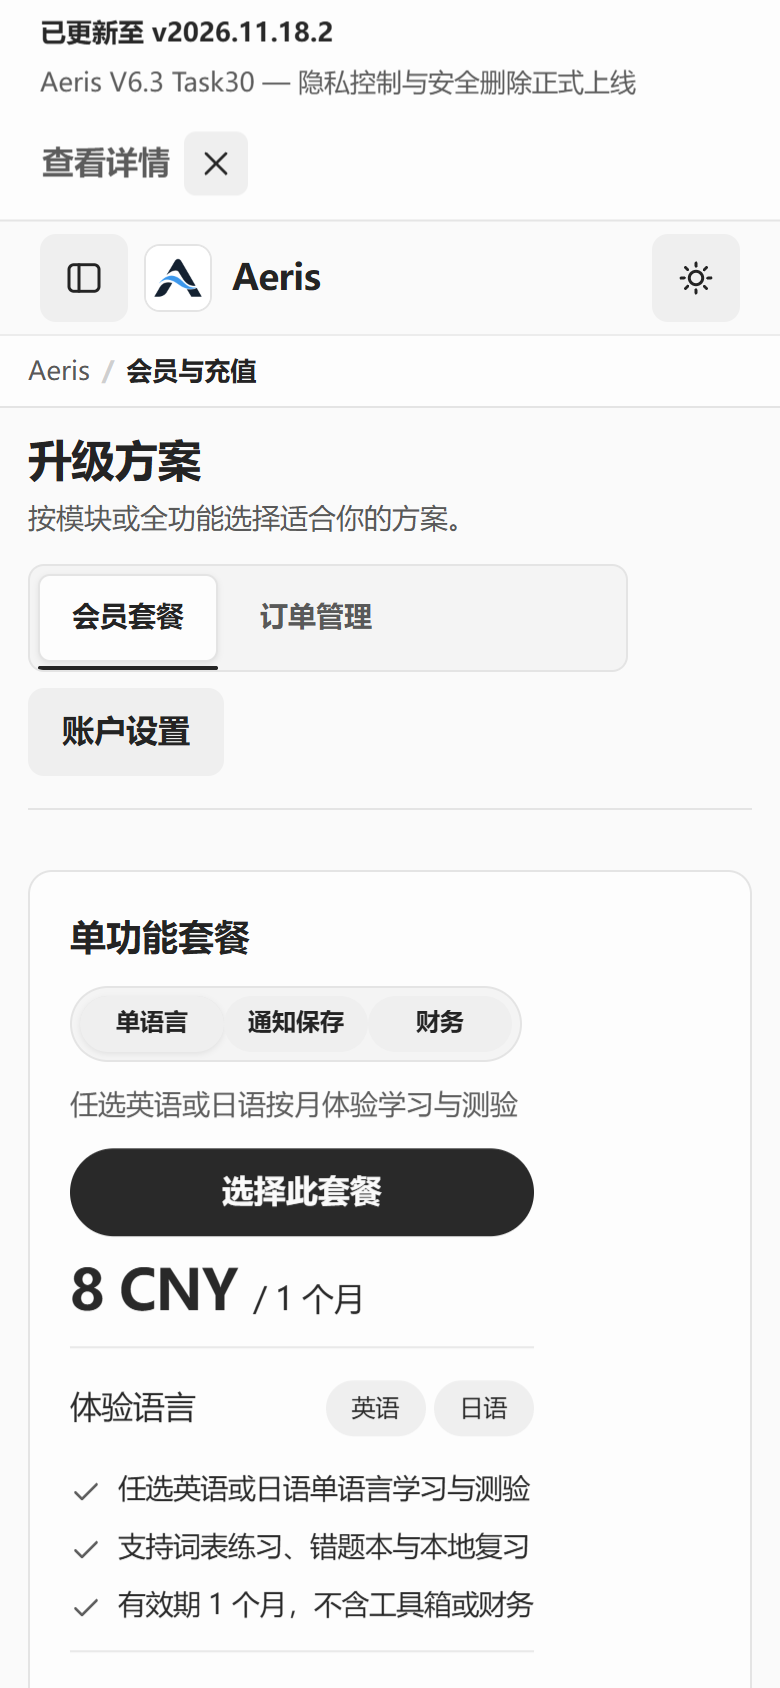 已更新至 v2026.11.18.2
Aeris V6.3 Task30 — 隐私控制与安全删除正式上线
查看详情
Aeris
Aeris / 会员与充值
升级方案
按模块或全功能选择适合你的方案。
会员套餐 订单管理
账户设置
单功能套餐
单语言 通知保存 财务
任选英语或日语按月体验学习与测验
选择此套餐
8 CNY / 1 个月
体验语言 英语 日语
任选英语或日语单语言学习与测验
支持词表练习、错题本与本地复习
有效期 1 个月，不含工具箱或财务